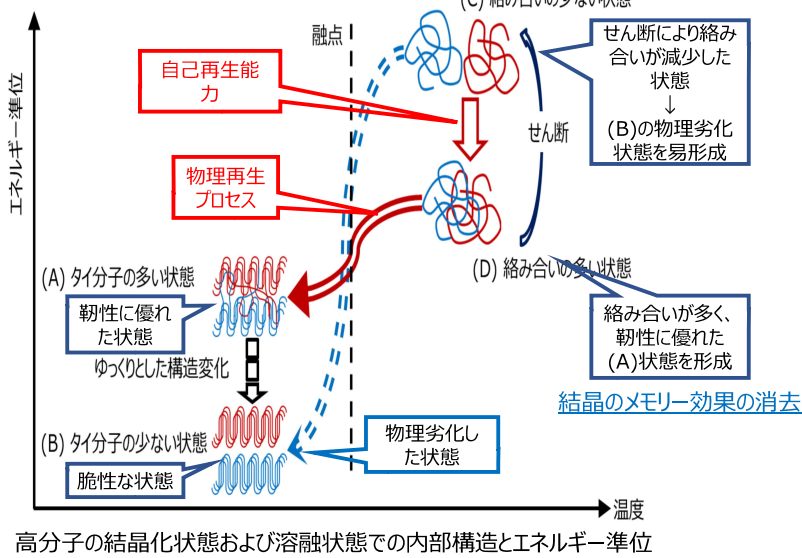 (C) 絡み合いの少ない状態
融点
せん断により絡み
合いが減少した
状態
↓
(B)の物理劣化
状態を易形成
自己再生能
力
せん断
物理再生
プロセス
エネルギー準位
(D) 絡み合いの多い状態
(A) タイ分子の多い状態
靭性に優れ
た状態
絡み合いが多く、
靭性に優れた
(A)状態を形成
ゆっくりとした構造変化
結晶のメモリー効果の消去
(B) タイ分子の少ない状態
物理劣化し
た状態
脆性な状態
温度
高分子の結晶化状態および溶融状態での内部構造とエネルギー準位